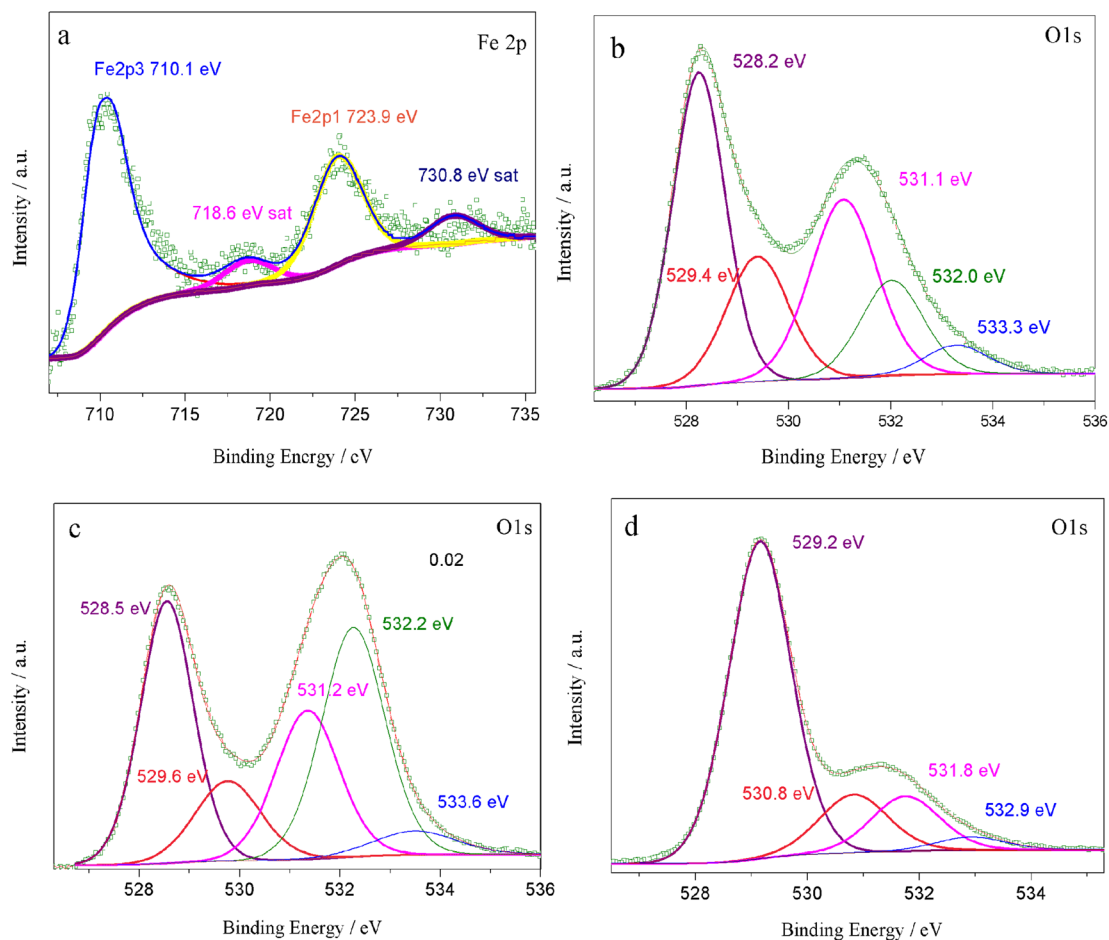 a
Fe 2p
Fe2p3 710.1 eV
Fe2p1 723.9 eV
718.6 eV sat
730.8 eV sat
Intensity / a.u.
710 715 720 725 730 735
Binding Energy / eV
b
O1s
528.2 eV
531.1 eV
529.4eV
532.0 eV
533.3 eV
Intensity / a.u.
528 530 532 534 536
Binding Energy / eV
c
O1s
0.02
528.5 eV
532.2 eV
531.2 eV
529.6 eV
533.6 eV
Intensity / a.u.
528 530 532 534 536
Binding Energy / eV
d
O1s
529.2 eV
531.8 eV
530.8 eV
532.9 eV
Intensity / a.u.
528 530 532 534
Binding Energy / eV